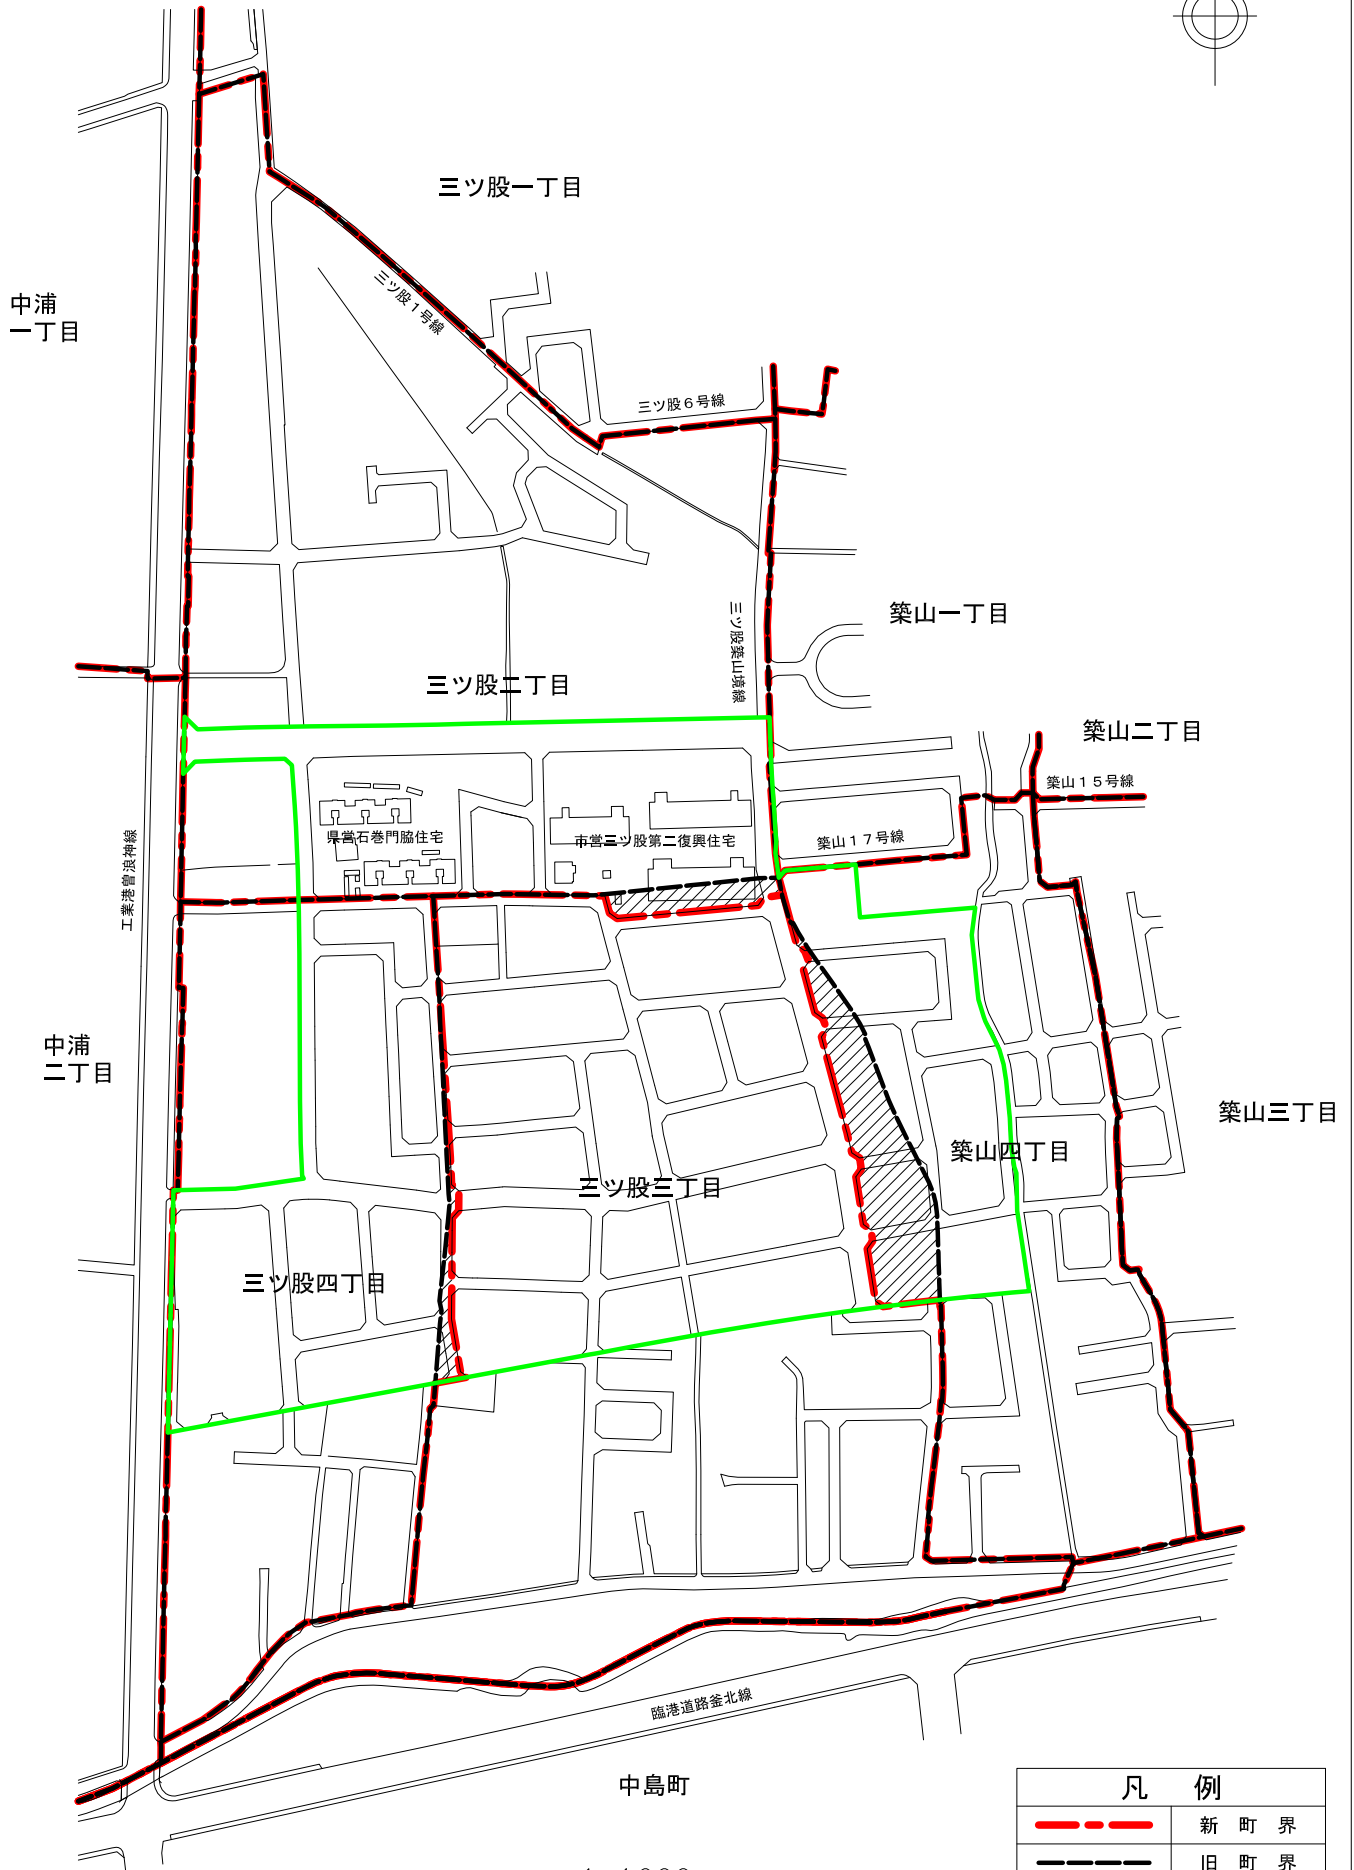 三ツ股一丁目
中浦
一丁目
三ツ股１号線
三ツ股６号線
築山一丁目
三ツ股築山境線
三ツ股二丁目
築山二丁目
築山１５号線
県営石巻門脇住宅
市営三ツ股第二復興住宅
築山１７号線
工業港曽波神線
中浦
二丁目
築山三丁目
築山四丁目
三ツ股三丁目
三ツ股四丁目
臨港道路釜北線
中島町
凡　例
新　町　界
旧　町　界